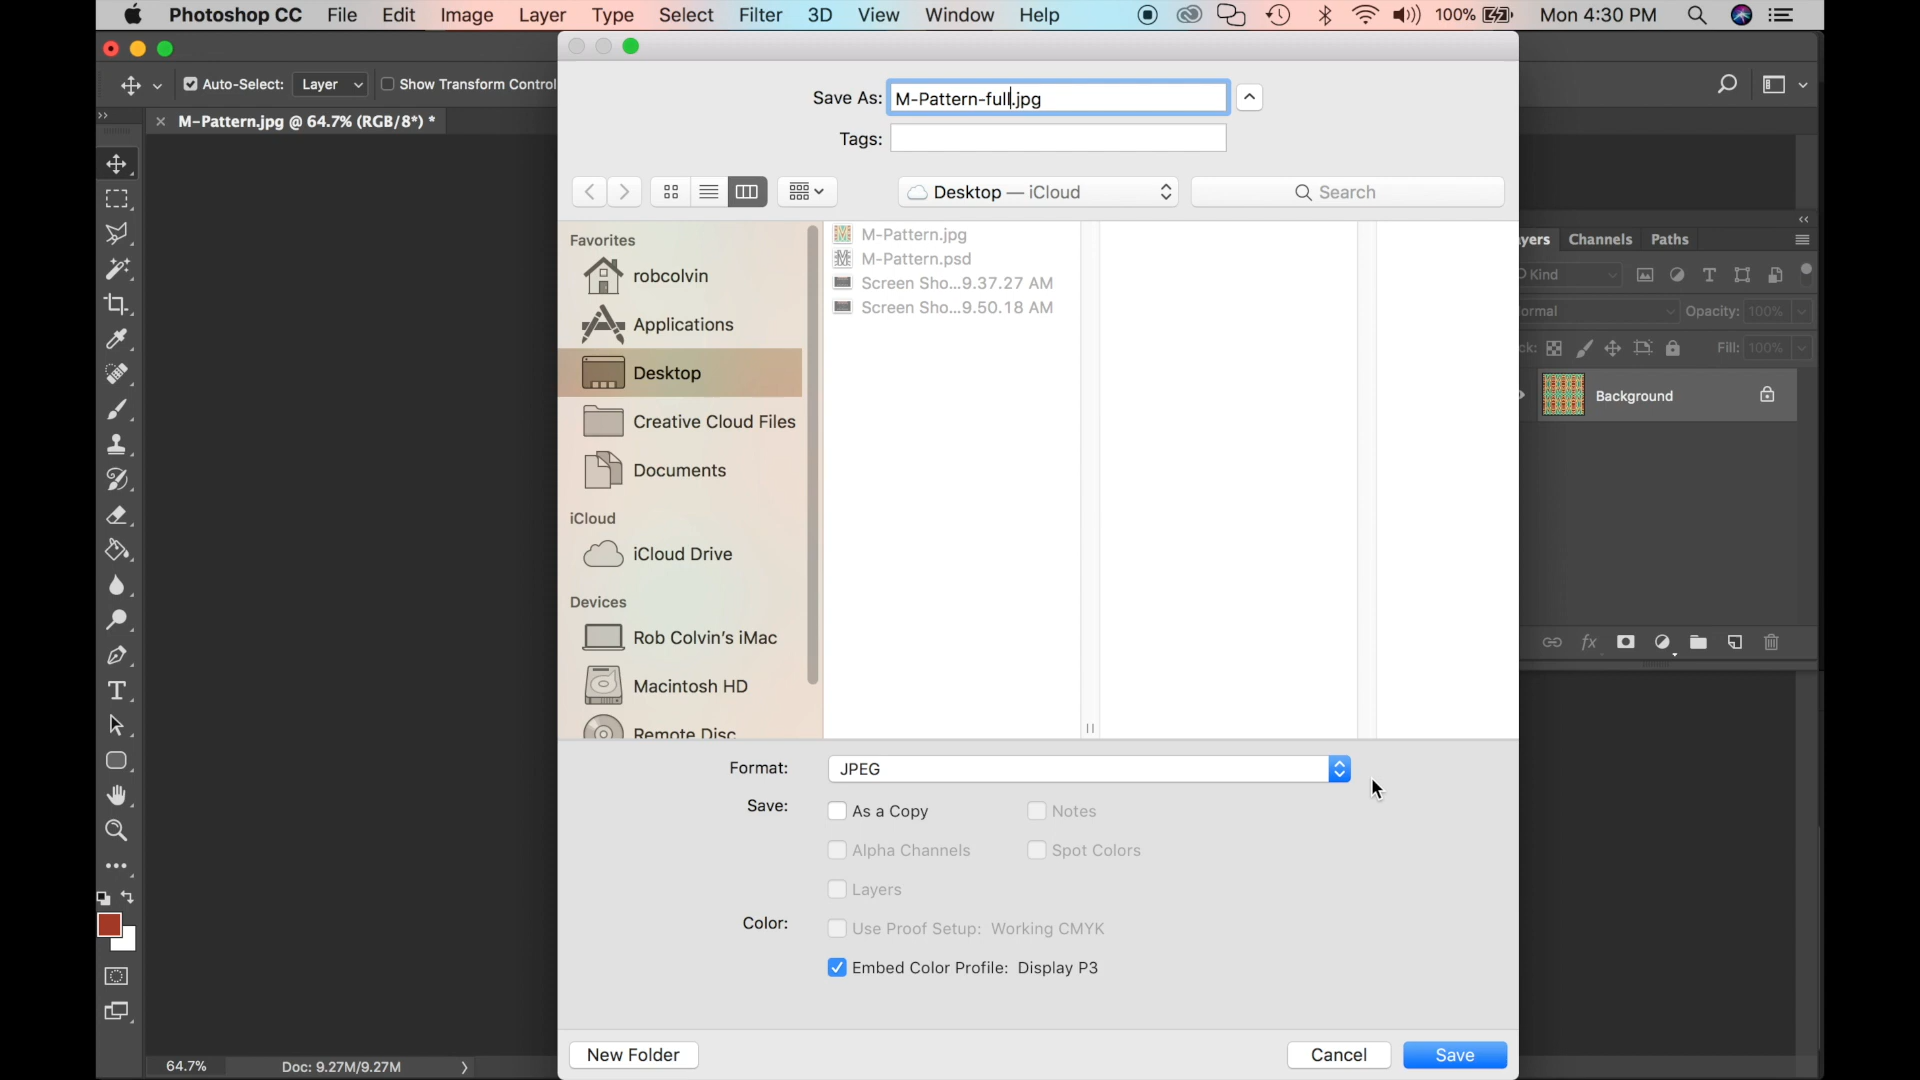 Photoshop CC File Edit Image Layer Type Select Filter 3D View Window Help 100% Mon 4:30 PM
Auto-Select: Layer Show Transform Control
Save As: M-Pattern-full.jpg
M-Pattern.jpg @ 64.7% (RGB/8*) *
Tags:
Desktop — iCloud
Search
Favorites
robcolvin
Applications
Desktop
Creative Cloud Files
Documents
iCloud
iCloud Drive
Devices
Rob Colvin's iMac
Macintosh HD
Remote Disc
M-Pattern.jpg
M-Pattern.psd
Screen Sho...9.37.27 AM
Screen Sho...9.50.18 AM
yers Channels Paths
Kind
ormal Opacity: 100%
ck: Fill: 100%
Background
Format: JPEG
Save: As a Copy Notes
Alpha Channels Spot Colors
Layers
Color: Use Proof Setup: Working CMYK
Embed Color Profile: Display P3
New Folder Cancel Save
64.7% Doc: 9.27M/9.27M